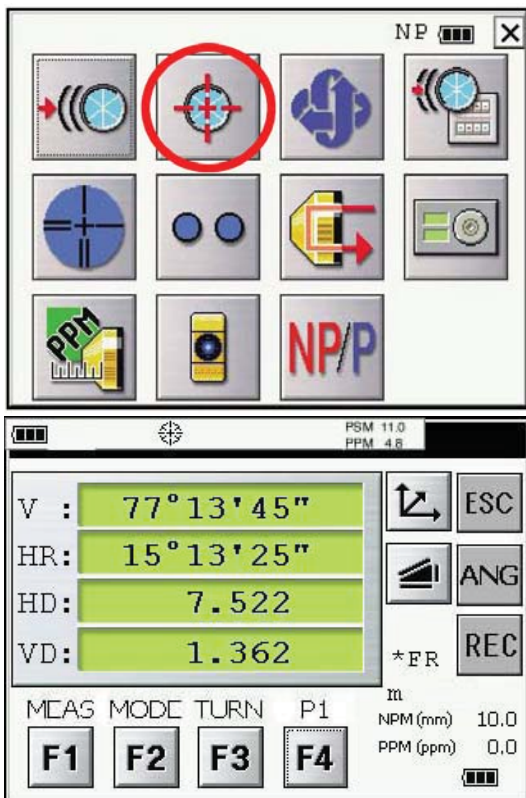 NP
PPM
NP/P
PSM 11.0
PPM 4.8
V : 77°13'45"
HR: 15°13'25"
HD: 7.522
VD: 1.362
ESC
ANG
REC
*FR
m
NPM (mm) 10.0
PPM (ppm) 0.0
MEAS MODE TURN P1
F1 F2 F3 F4